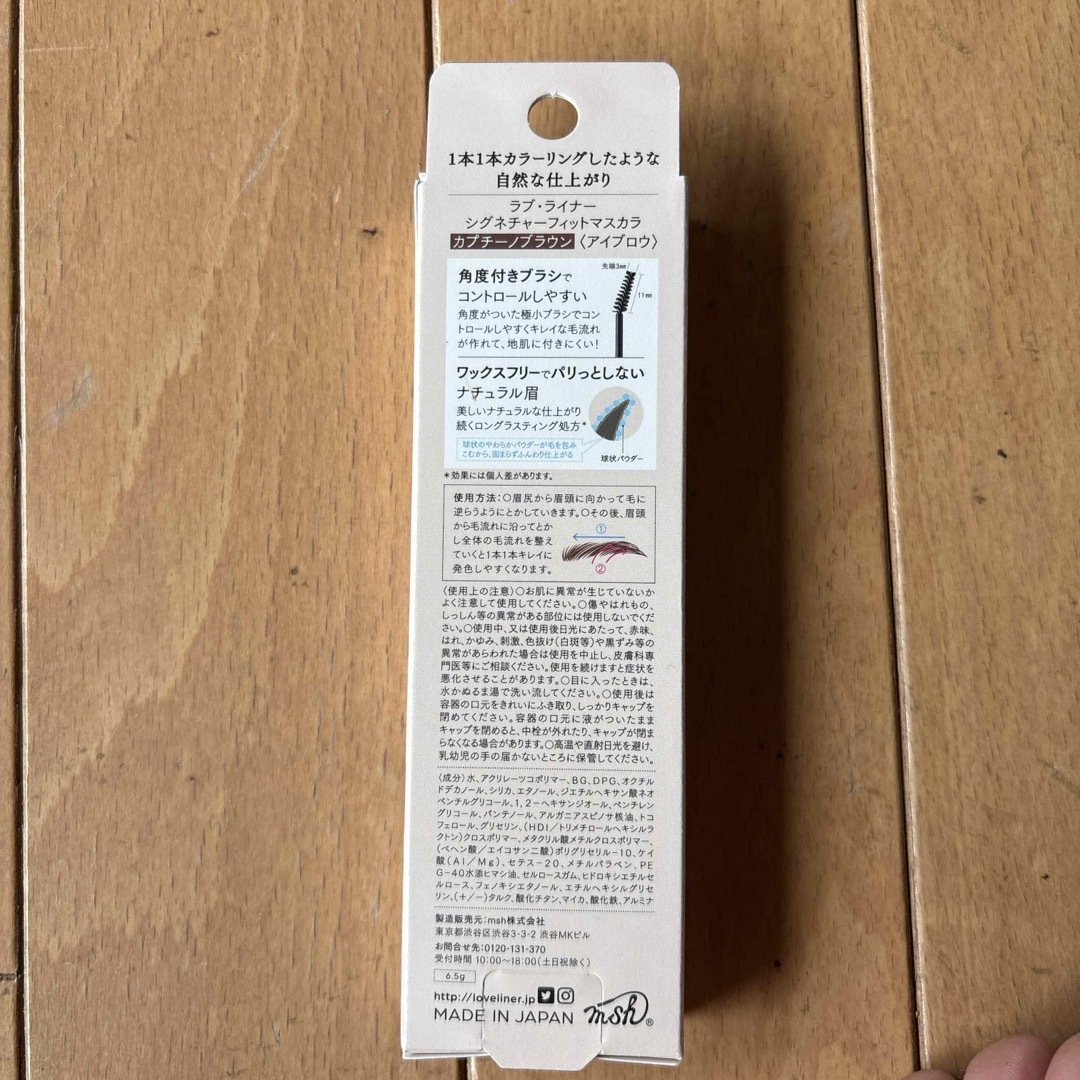 1本1本カラーリングしたような
自然な仕上がり
ラブ・ライナー
シグネチャーフィットマスカラ
カプチーノブラウン〈アイブロウ〉
角度付きブラシで
コントロールしやすい
角度がついた極小ブラシでコン
トロールしやすくキレイな毛流れ
が作れて、地肌に付きにくい!
先端3㎜
11㎜
ワックスフリーでパリっとしない
ナチュラル眉
美しいナチュラルな仕上がり
続くロングラスティング処方*
球状のやわらかパウダーが毛を包み
こむから、固まらずふんわり仕上がる
球状パウダー
*効果には個人差があります。
使用方法:○眉尻から眉頭に向かって毛に
逆らうようにとかしていきます。○その後、眉頭
から毛流れに沿ってとか
し全体の毛流れを整え
ていくと1本1本キレイに
発色しやすくなります。
①
②
〈使用上の注意〉○お肌に異常が生じていないか
よく注意して使用してください。○傷やはれもの、
しっしん等の異常がある部位には使用しないでくだ
さい。○使用中、又は使用後日光にあたって、赤味、
はれ、かゆみ、刺激、色抜け(白斑等)や黒ずみ等の
異常があらわれた場合は使用を中止し、皮膚科専
門医等にご相談ください。使用を続けますと症状を
悪化させることがあります。○目に入ったときは、
水かぬるま湯で洗い流してください。○使用後は
容器の口元をきれいにふき取り、しっかりキャップを
閉めてください。容器の口元に液がついたまま
キャップを閉めると、中栓が外れたり、キャップが閉ま
らなくなる場合があります。○高温や直射日光を避け、
乳幼児の手の届かないところに保管してください。
〈成分〉水、アクリレーツコポリマー、BG、DPG、オクチル
ドデカノール、シリカ、エタノール、ジエチルヘキサン酸ネオ
ペンチルグリコール、1,2-ヘキサンジオール、ペンチレン
グリコール、パンテノール、アルガニアスピノサ核油、トコ
フェロール、グリセリン、(HDI/トリメチロールヘキシルラ
クトン)クロスポリマー、メタクリル酸メチルクロスポリマー、
(ベヘン酸/エイコサン二酸)ポリグリセリル-10、ケイ
酸(Al/Mg)、セテス-20、メチルパラベン、PE
G-40水添ヒマシ油、セルロースガム、ヒドロキシエチルセ
ルロース、フェノキシエタノール、エチルヘキシルグリセ
リン、(+/-)タルク、酸化チタン、マイカ、酸化鉄、アルミナ
製造販売元:msh株式会社
東京都渋谷区渋谷3-3-2 渋谷MKビル
お問合せ先:0120-131-370
受付時間 10:00〜18:00(土日祝除く)
6.5g
http://loveliner.jp
MADE IN JAPAN msh®